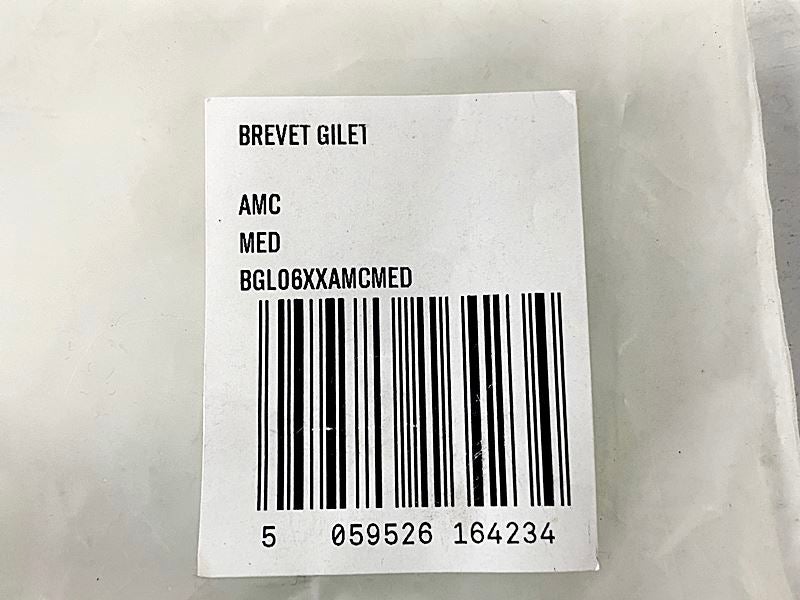 BREVET GILET
AMC
MED
BGL06XXAMCMED
5 059526 164234